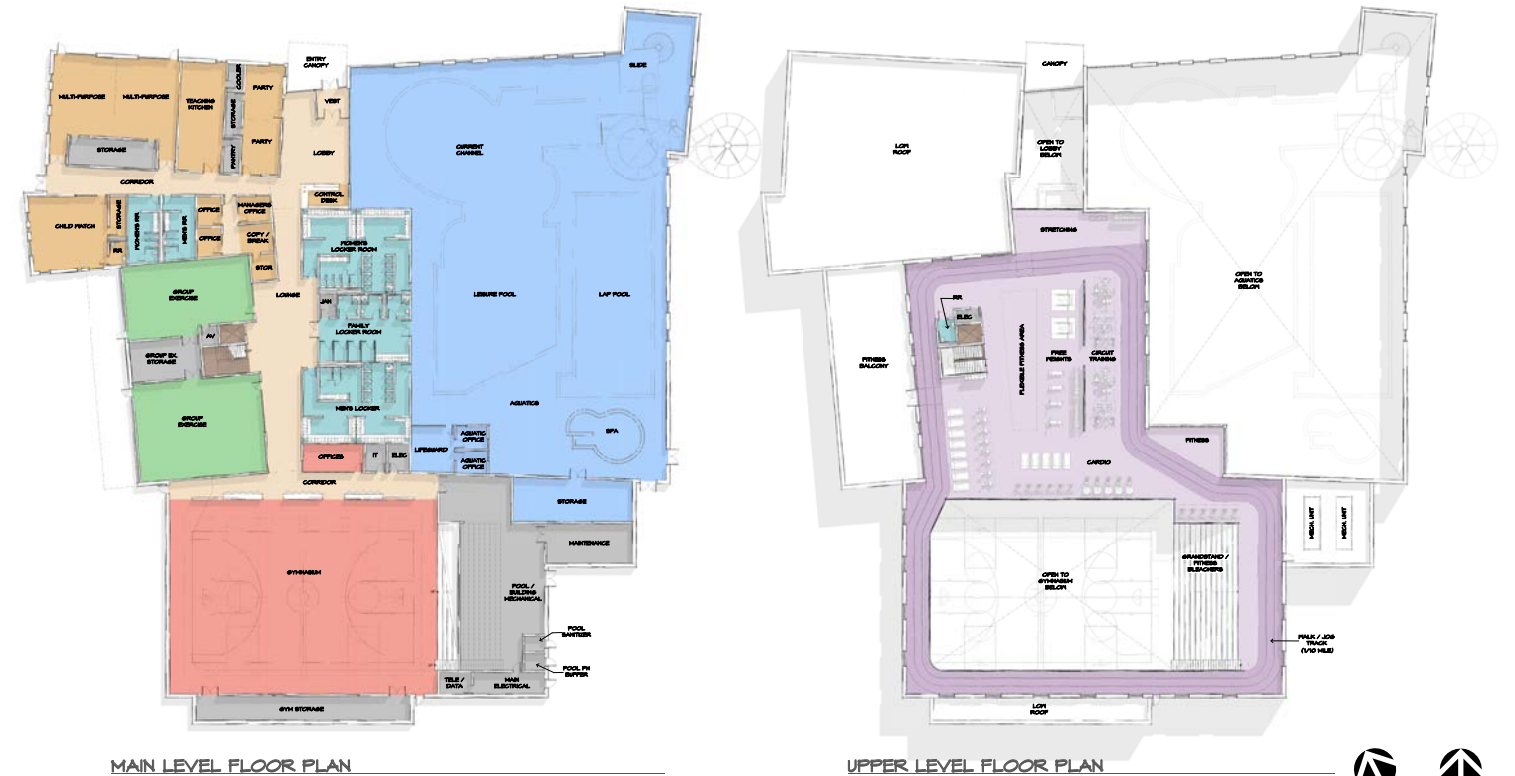 ENTRY
CANOPY
SLIDE
MULTI-PURPOSE
MULTI-PURPOSE
TEACHING
KITCHEN
COOLER
PARTY
STORAGE
VEST
PARTY
PANTRY
STORAGE
LOBBY
CURRENT
CHANNEL
CORRIDOR
CONTROL
DESK
CHILD WATCH
STORAGE
RR
WOMEN'S RR
MEN'S RR
OFFICE
OFFICE
MANAGERS
OFFICE
COPY /
BREAK
STOR
WOMEN'S
LOCKER ROOM
GROUP
EXERCISE
LOUNGE
JAN
LEISURE POOL
LAP POOL
AV
FAMILY
LOCKER ROOM
GROUP EX.
STORAGE
GROUP
EXERCISE
MEN'S LOCKER
AQUATICS
SPA
LIFEGUARD
AQUATIC
OFFICE
AQUATIC
OFFICE
OFFICES
IT
ELEC
CORRIDOR
STORAGE
MAINTENANCE
GYMNASIUM
POOL /
BUILDING
MECHANICAL
POOL
SANITIZER
POOL PH
BUFFER
TELE /
DATA
MAIN
ELECTRICAL
GYM STORAGE
MAIN LEVEL FLOOR PLAN
CANOPY
LOW
ROOF
OPEN TO
LOBBY
BELOW
STRETCHING
OPEN TO
AQUATICS
BELOW
RR
ELEC
FLEXIBLE FITNESS AREA
FREE
WEIGHTS
CIRCUIT
TRAINING
FITNESS
BALCONY
FITNESS
CARDIO
MECH. UNIT
MECH. UNIT
GRANDSTAND /
FITNESS
BLEACHERS
OPEN TO
GYMNASIUM
BELOW
WALK / JOG
TRACK
(1/10 MILE)
LOW
ROOF
UPPER LEVEL FLOOR PLAN